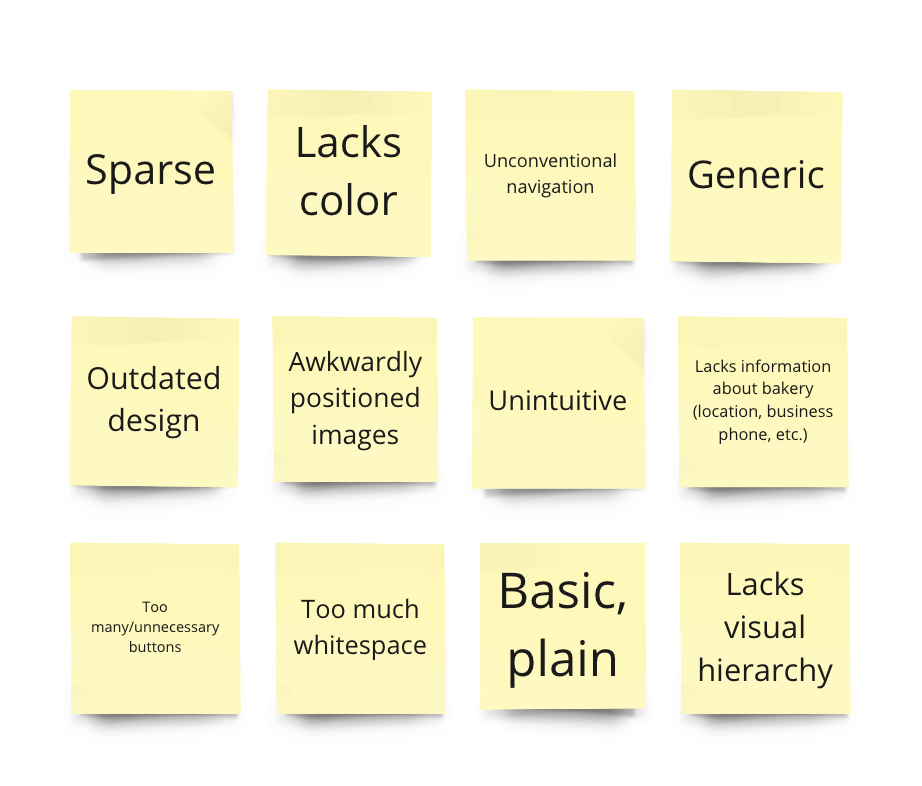 Sparse
Lacks
color
Unconventional
navigation
Generic
Outdated
design
Awkwardly
positioned
images
Unintuitive
Lacks information
about bakery
(location, business
phone, etc.)
Too
many/unnecessary
buttons
Too much
whitespace
Basic,
plain
Lacks
visual
hierarchy